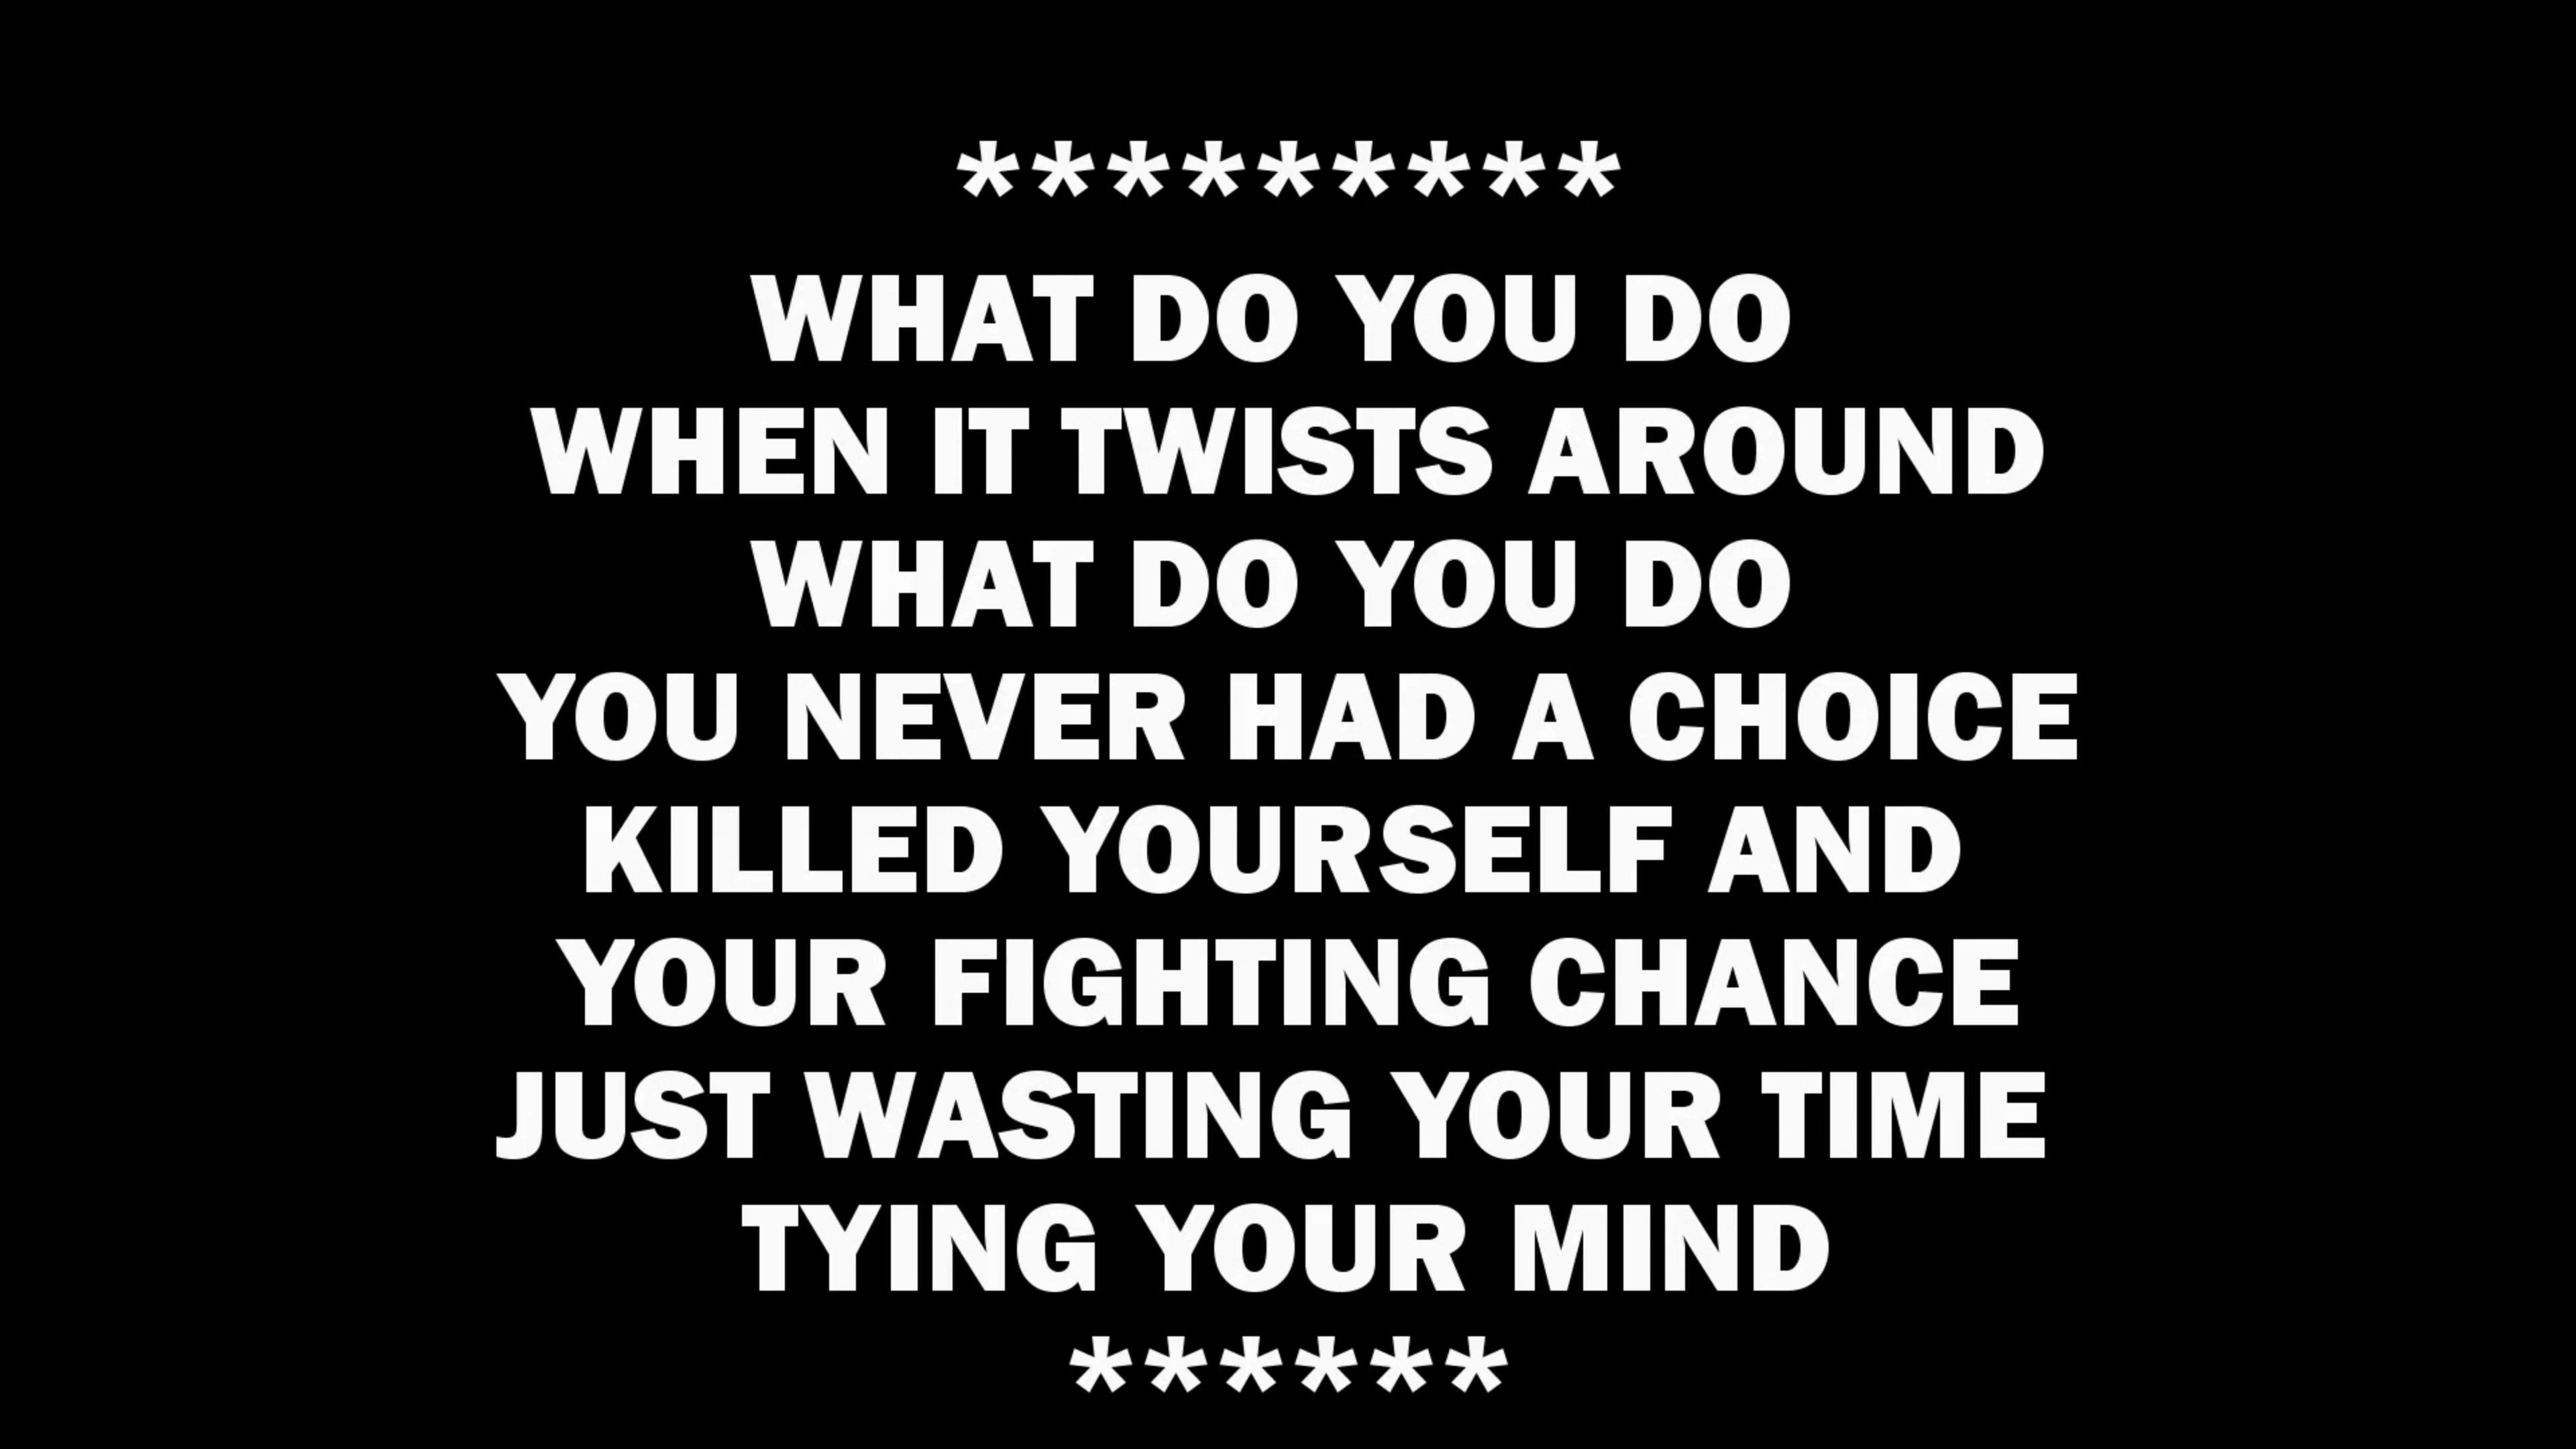 *********
WHAT DO YOU DO
WHEN IT TWISTS AROUND
WHAT DO YOU DO
YOU NEVER HAD A CHOICE
KILLED YOURSELF AND
YOUR FIGHTING CHANCE
JUST WASTING YOUR TIME
TYING YOUR MIND
******